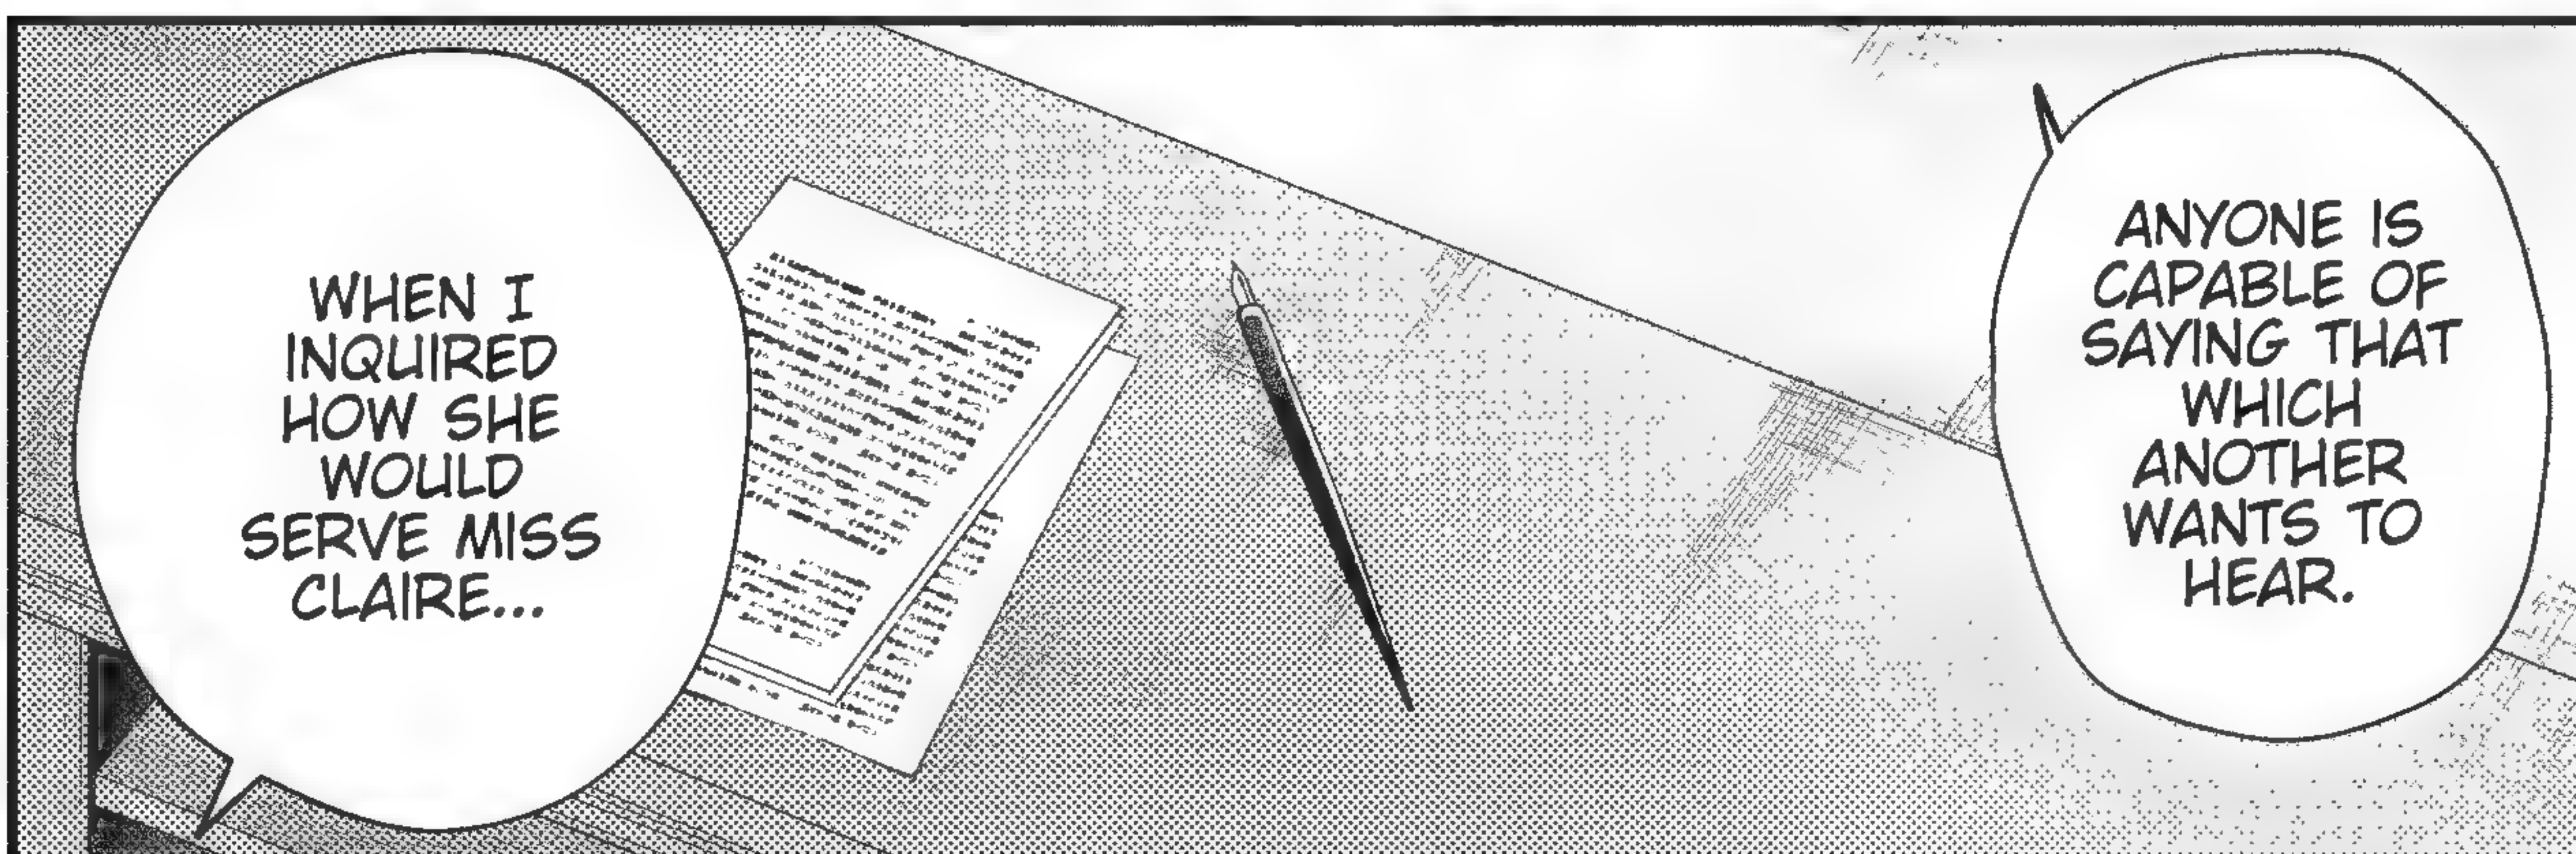 ANYONE IS
CAPABLE OF
SAYING THAT
WHICH
ANOTHER
WANTS TO
HEAR.
WHEN I
INQUIRED
HOW SHE
WOULD
SERVE MISS
CLAIRE...